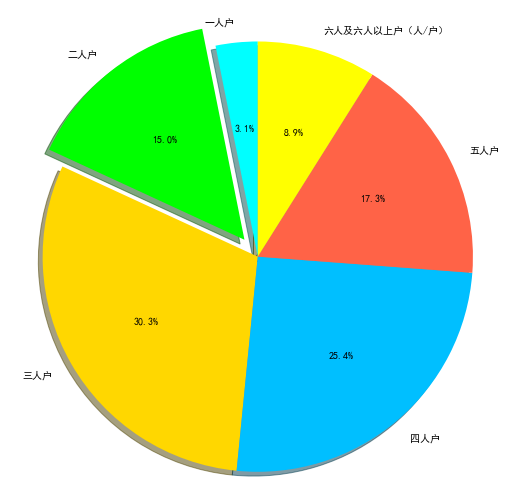 一人户
六人及六人以上户（人/户）
二人户
3.1%
8.9%
15.0%
五人户
17.3%
30.3%
25.4%
三人户
四人户